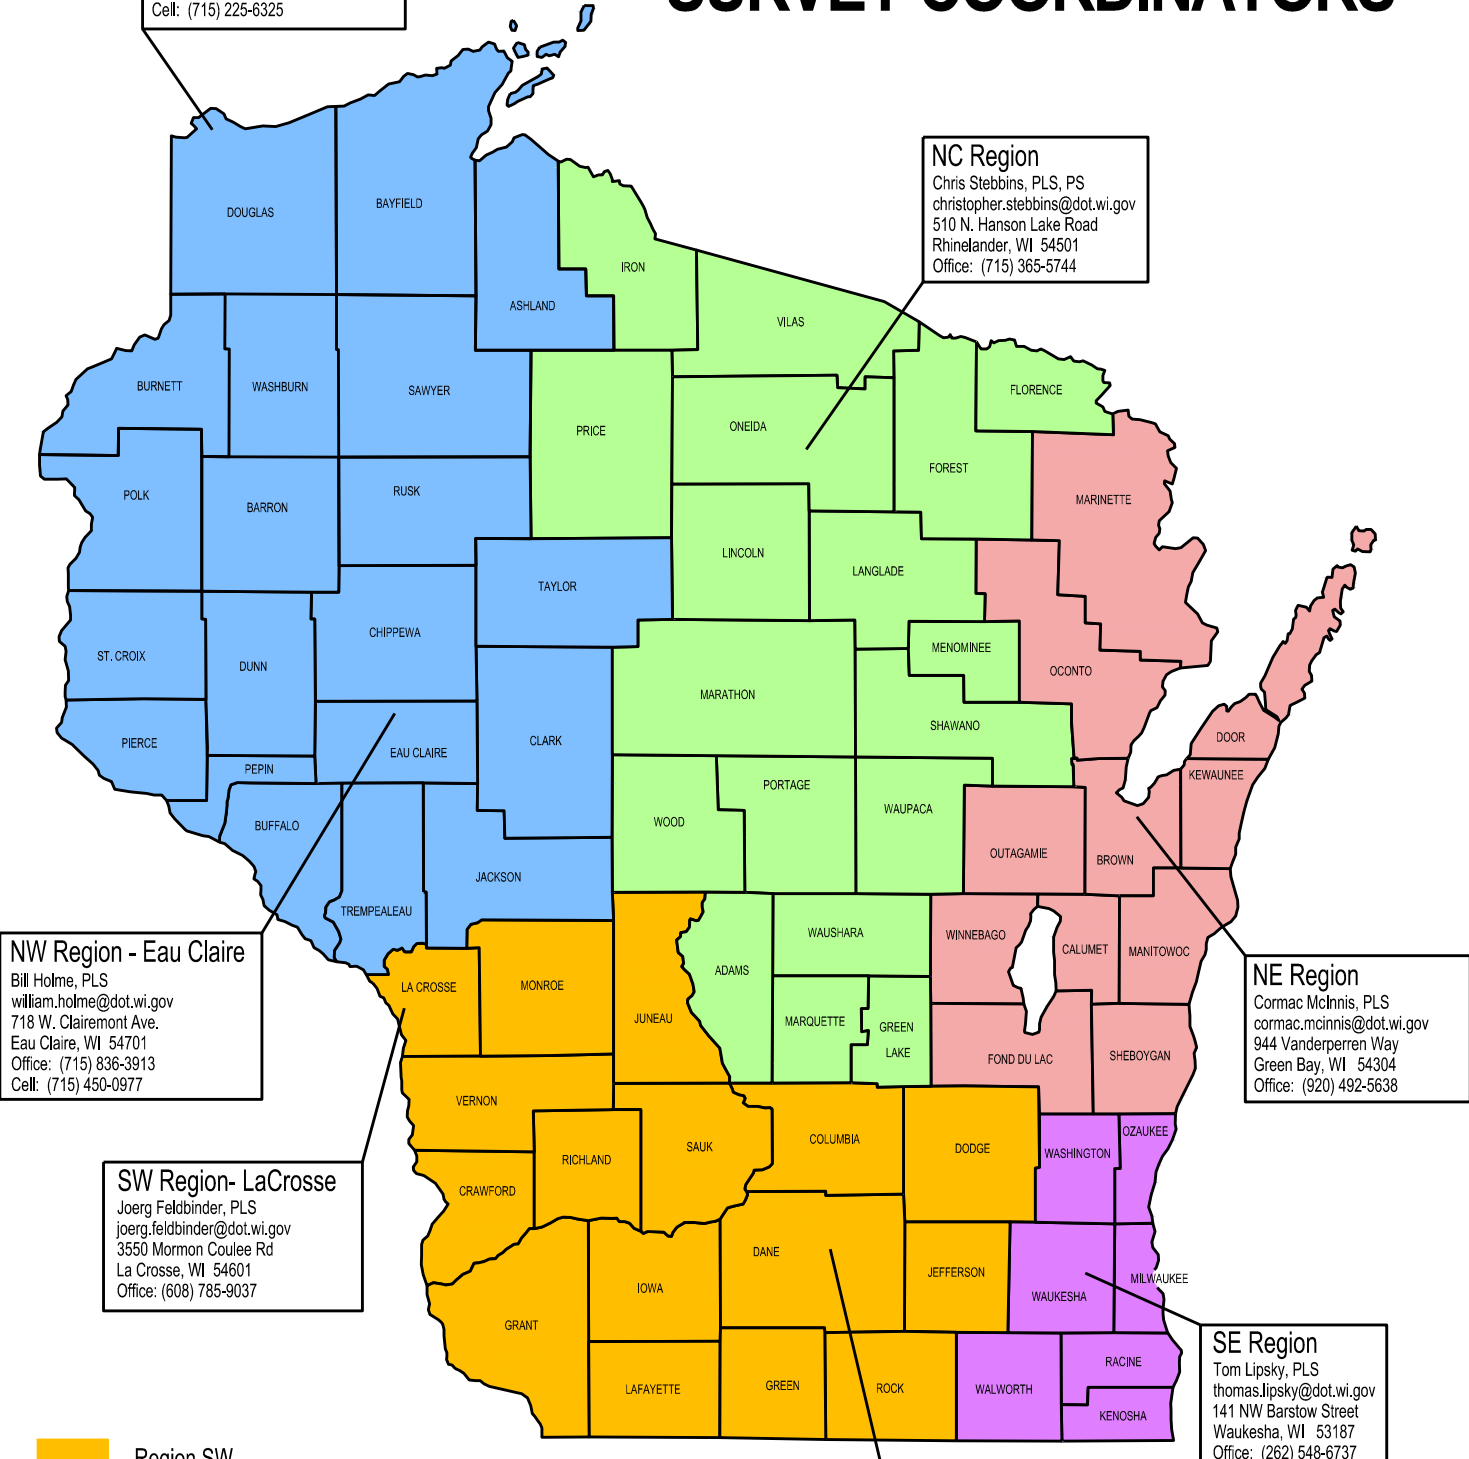 Cell: (715) 225-6325
SURVEY COORDINATORS
NC Region
Chris Stebbins, PLS, PS
christopher.stebbins@dot.wi.gov
510 N. Hanson Lake Road
Rhinelander, WI 54501
Office: (715) 365-5744
DOUGLAS
BAYFIELD
ASHLAND
IRON
VILAS
BURNETT
WASHBURN
SAWYER
PRICE
ONEIDA
FLORENCE
FOREST
POLK
BARRON
RUSK
MARINETTE
LINCOLN
LANGLADE
TAYLOR
CHIPPEWA
ST. CROIX
DUNN
MENOMINEE
OCONTO
MARATHON
SHAWANO
PIERCE
PEPIN
EAU CLAIRE
CLARK
DOOR
KEWAUNEE
PORTAGE
WOOD
WAUPACA
BUFFALO
OUTAGAMIE
BROWN
JACKSON
TREMPEALEAU
WAUSHARA
WINNEBAGO
CALUMET
MANITOWOC
ADAMS
NW Region - Eau Claire
Bill Holme, PLS
william.holme@dot.wi.gov
718 W. Clairemont Ave.
Eau Claire, WI 54701
Office: (715) 836-3913
Cell: (715) 450-0977
LA CROSSE
MONROE
JUNEAU
MARQUETTE
GREEN
LAKE
FOND DU LAC
SHEBOYGAN
NE Region
Cormac McInnis, PLS
cormac.mcinnis@dot.wi.gov
944 Vanderperren Way
Green Bay, WI 54304
Office: (920) 492-5638
VERNON
RICHLAND
SAUK
COLUMBIA
DODGE
WASHINGTON
OZAUKEE
CRAWFORD
SW Region- LaCrosse
Joerg Feldbinder, PLS
joerg.feldbinder@dot.wi.gov
3550 Mormon Coulee Rd
La Crosse, WI 54601
Office: (608) 785-9037
DANE
IOWA
JEFFERSON
WAUKESHA
MILWAUKEE
GRANT
LAFAYETTE
GREEN
ROCK
WALWORTH
RACINE
KENOSHA
SE Region
Tom Lipsky, PLS
thomas.lipsky@dot.wi.gov
141 NW Barstow Street
Waukesha, WI 53187
Office: (262) 548-6737
Region SW